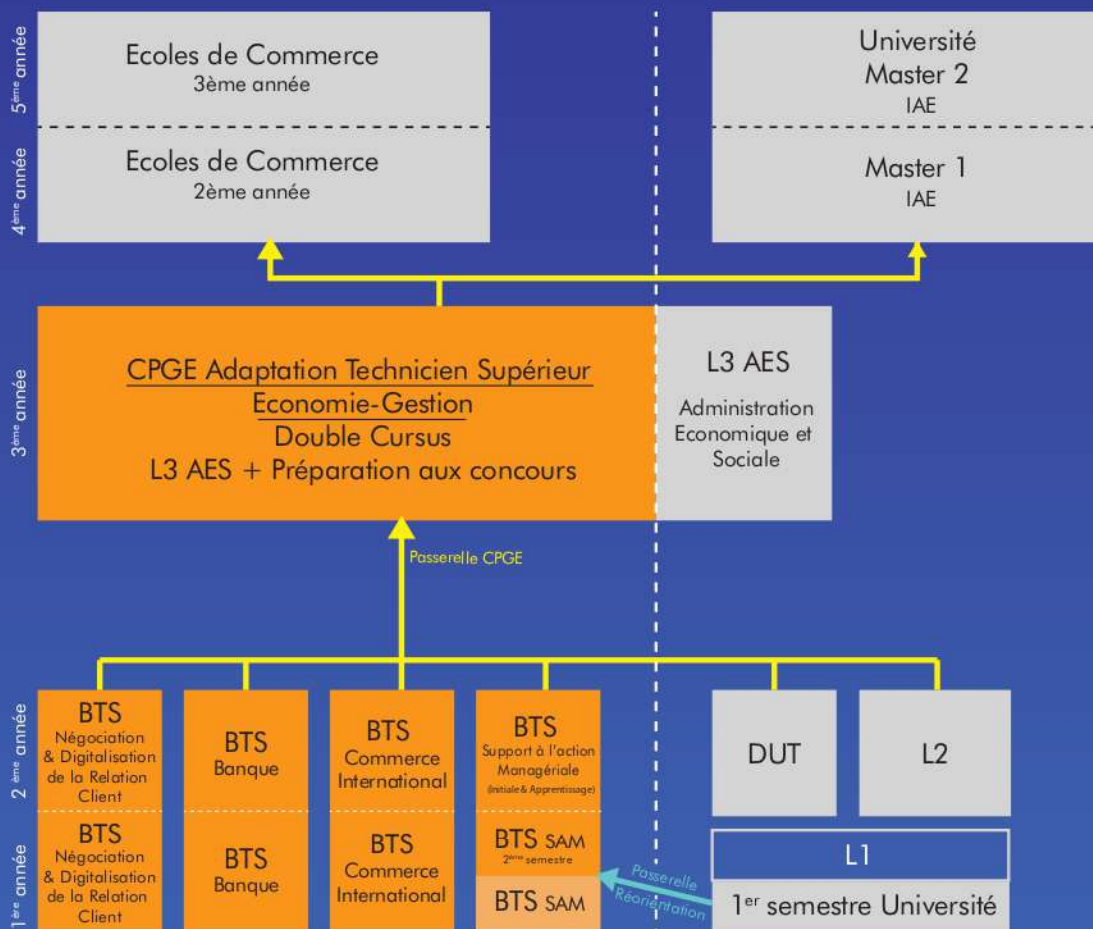 5ème année
Ecoles de Commerce
3ème année
Université
Master 2
IAE
4ème année
Ecoles de Commerce
2ème année
Master 1
IAE
3ème année
CPGE Adaptation Technicien Supérieur
Economie-Gestion
Double Cursus
L3 AES + Préparation aux concours
L3 AES
Administration
Economique et
Sociale
Passerelle CPGE
2ème année
BTS
Négociation
& Digitalisation
de la Relation
Client
BTS
Banque
BTS
Commerce
International
BTS
Support à l'action
Managériale
(Initiale & Apprentissage)
DUT
L2
1ère année
BTS
Négociation
& Digitalisation
de la Relation
Client
BTS
Banque
BTS
Commerce
International
BTS SAM
2ème semestre
BTS SAM
Passerelle
Réorientation
L1
1er semestre Université